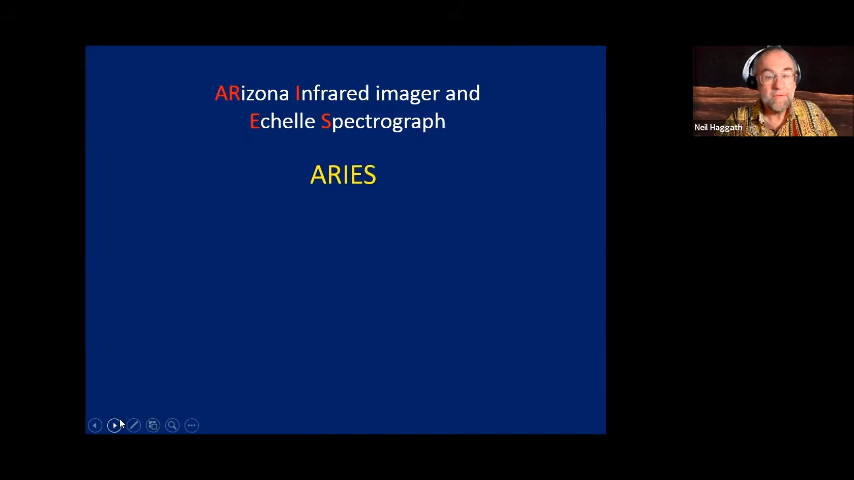 ARizona Infrared imager and
Echelle Spectrograph
ARIES
Neil Haggath